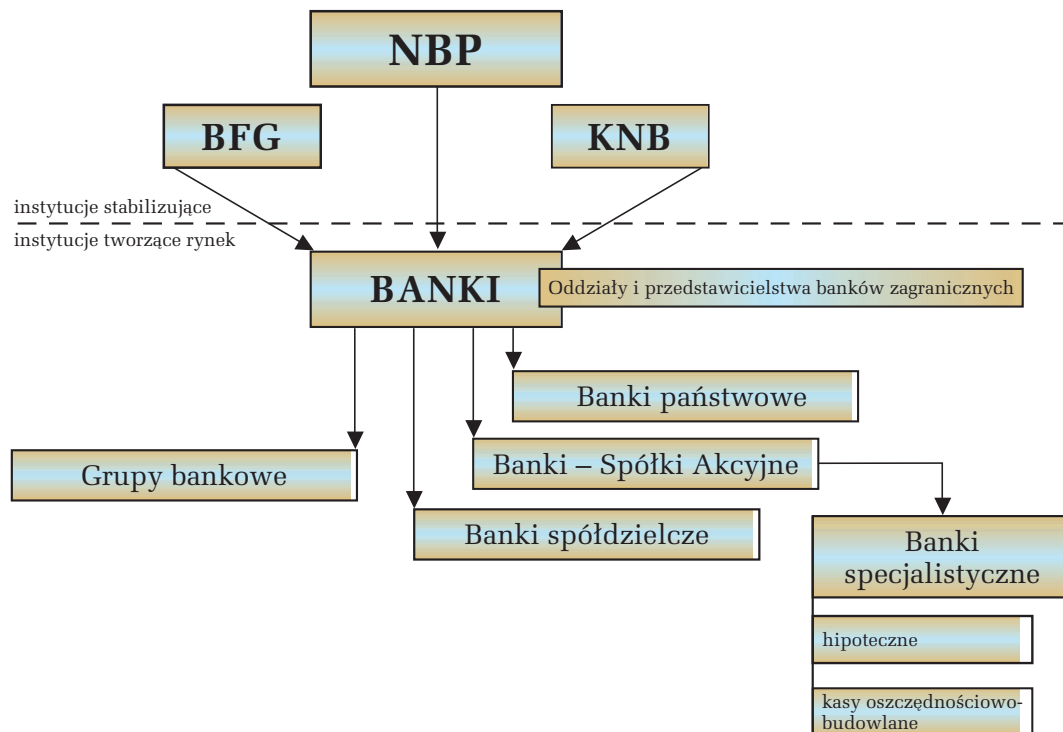 NBP
BFG
KNB
instytucje stabilizujące
instytucje tworzące rynek
BANKI
Oddziały i przedstawicielstwa banków zagranicznych
Banki państwowe
Banki – Spółki Akcyjne
Grupy bankowe
Banki spółdzielcze
Banki
specjalistyczne
hipoteczne
kasy oszczędnościowo-
budowlane